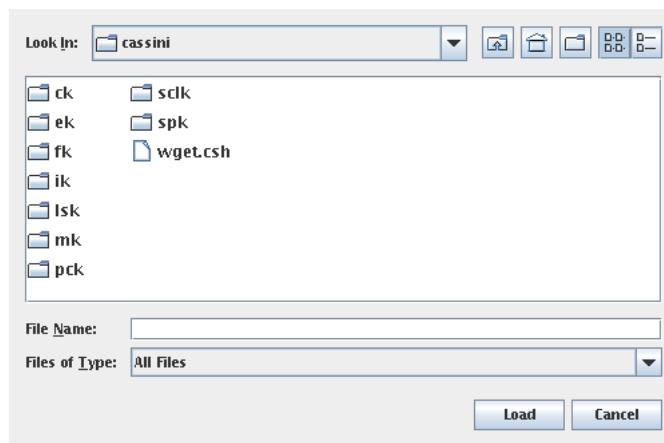 Look In: cassini
ck sclk
ek spk
fk wget.csh
ik
lsk
mk
pck
File Name:
Files of Type: All Files
Load Cancel